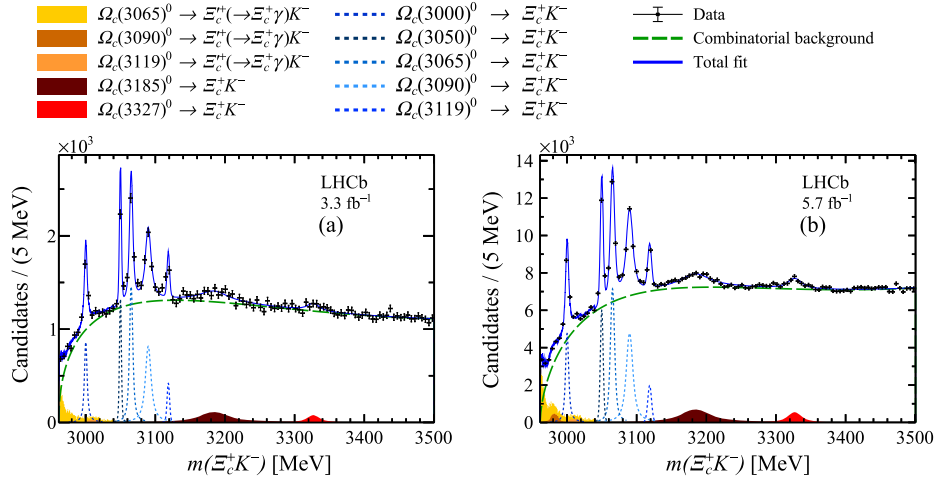 Ω_c(3065)⁰ → Ξ_c′⁺(→Ξ_c⁺γ)K⁻ Ω_c(3000)⁰ → Ξ_c⁺K⁻ Data
Ω_c(3090)⁰ → Ξ_c′⁺(→Ξ_c⁺γ)K⁻ Ω_c(3050)⁰ → Ξ_c⁺K⁻ Combinatorial background
Ω_c(3119)⁰ → Ξ_c′⁺(→Ξ_c⁺γ)K⁻ Ω_c(3065)⁰ → Ξ_c⁺K⁻ Total fit
Ω_c(3185)⁰ → Ξ_c⁺K⁻ Ω_c(3090)⁰ → Ξ_c⁺K⁻
Ω_c(3327)⁰ → Ξ_c⁺K⁻ Ω_c(3119)⁰ → Ξ_c⁺K⁻
×10³
Candidates / (5 MeV)
2
1
0
LHCb
3.3 fb⁻¹
(a)
3000 3100 3200 3300 3400 3500
m(Ξ_c⁺K⁻) [MeV]
×10³
Candidates / (5 MeV)
14
12
10
8
6
4
2
0
LHCb
5.7 fb⁻¹
(b)
3000 3100 3200 3300 3400 3500
m(Ξ_c⁺K⁻) [MeV]